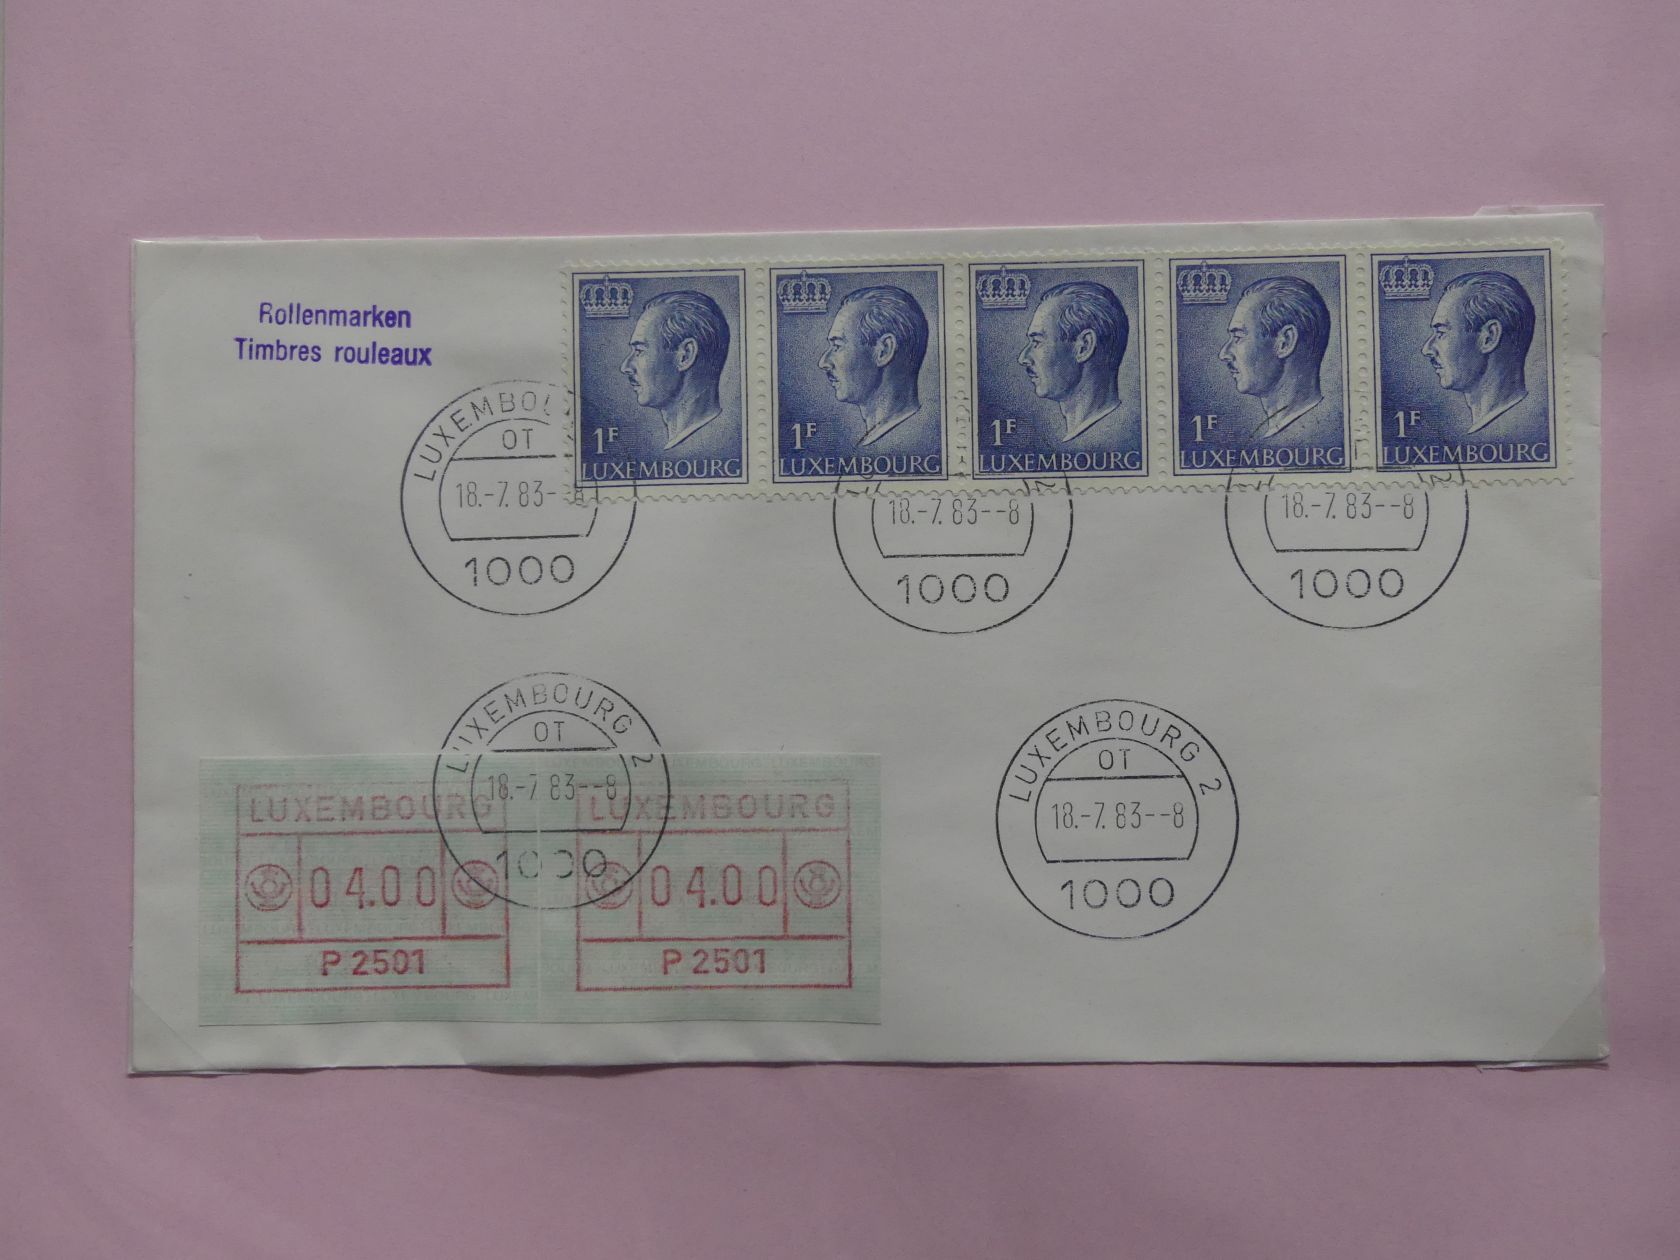 Rollenmarken
Timbres rouleaux
1F
LUXEMBOURG
1F
LUXEMBOURG
1F
LUXEMBOURG
1F
LUXEMBOURG
1F
LUXEMBOURG
OT
18.-7.83--8
1000
18.-7.83--8
1000
18.-7.83--8
1000
LUXEMBOURG 2
OT
18.-7.83--8
1000
LUXEMBOURG 2
OT
18.-7.83--8
1000
LUXEMBOURG
04.00
P 2501
LUXEMBOURG
04.00
P 2501